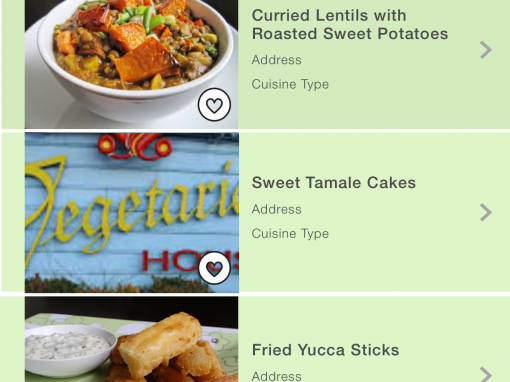 Curried Lentils with
Roasted Sweet Potatoes
Address
Cuisine Type
Vegetaria
HOUS
Sweet Tamale Cakes
Address
Cuisine Type
Fried Yucca Sticks
Address